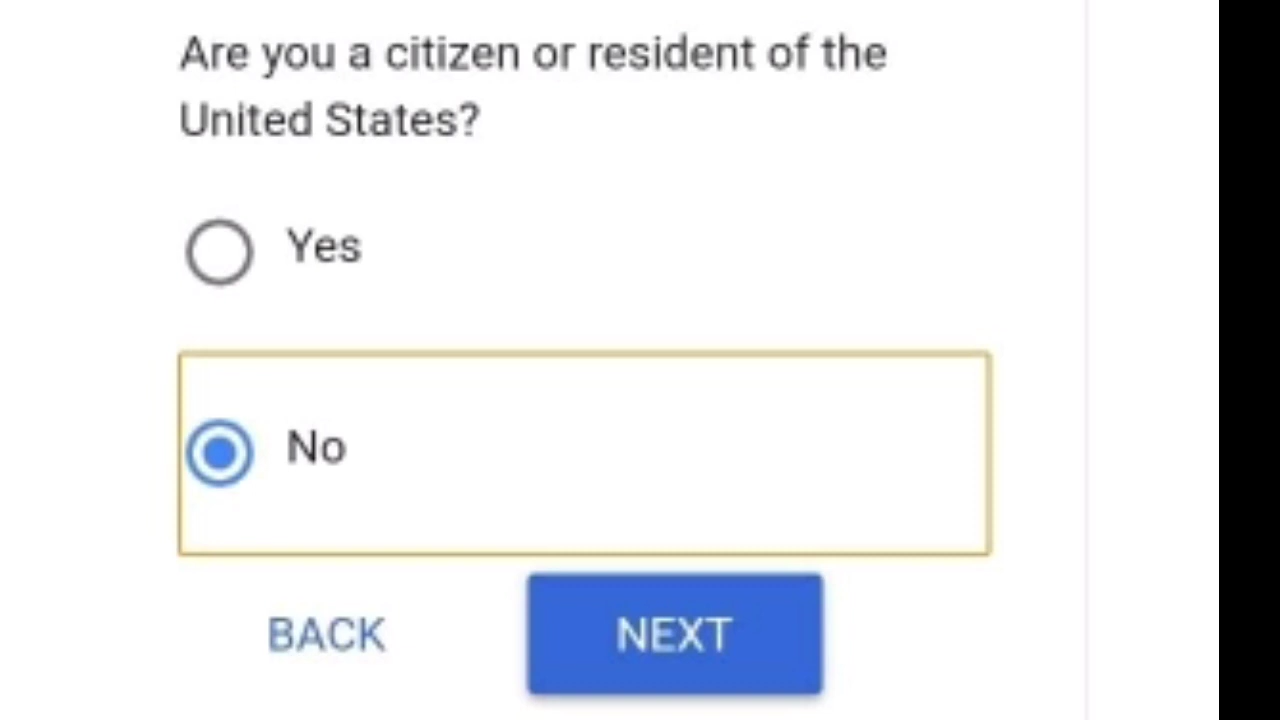 Are you a citizen or resident of the
United States?
Yes
No
BACK
NEXT